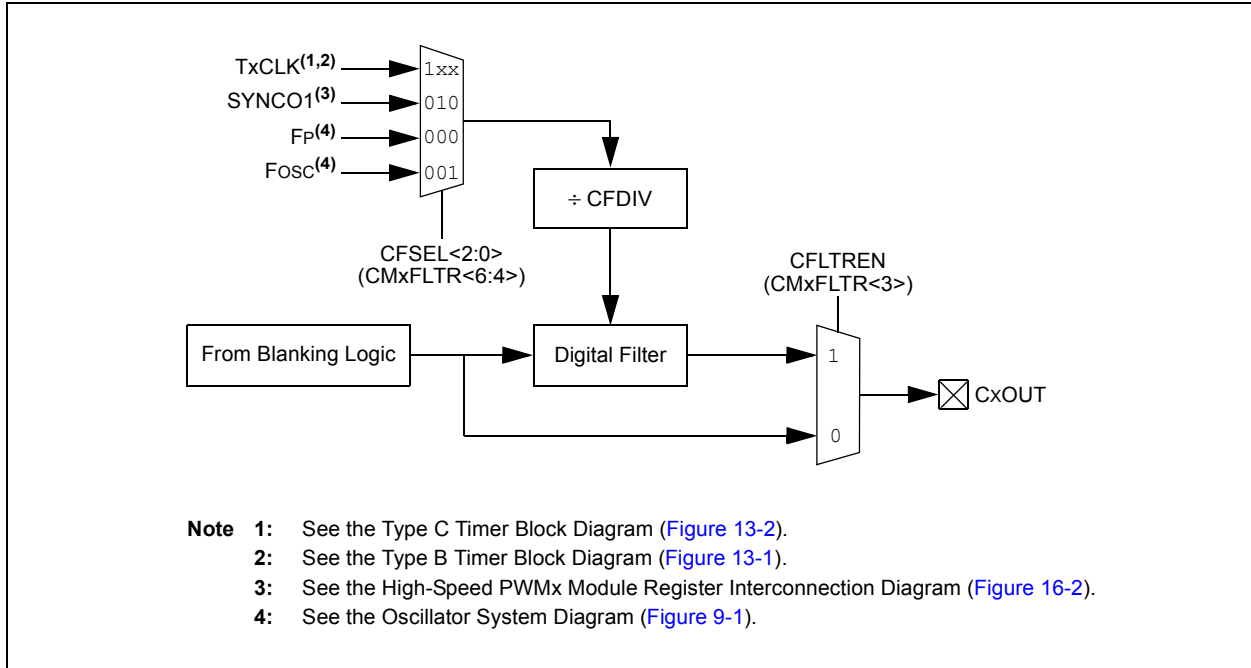 TxCLK(1,2)
1xx
SYNCO1(3)
010
FP(4)
000
FOSC(4)
001
÷ CFDIV
CFSEL<2:0>
(CMxFLTR<6:4>)
CFLTREN
(CMxFLTR<3>)
From Blanking Logic
Digital Filter
1
CxOUT
0
Note 1: See the Type C Timer Block Diagram (Figure 13-2).
2: See the Type B Timer Block Diagram (Figure 13-1).
3: See the High-Speed PWMx Module Register Interconnection Diagram (Figure 16-2).
4: See the Oscillator System Diagram (Figure 9-1).